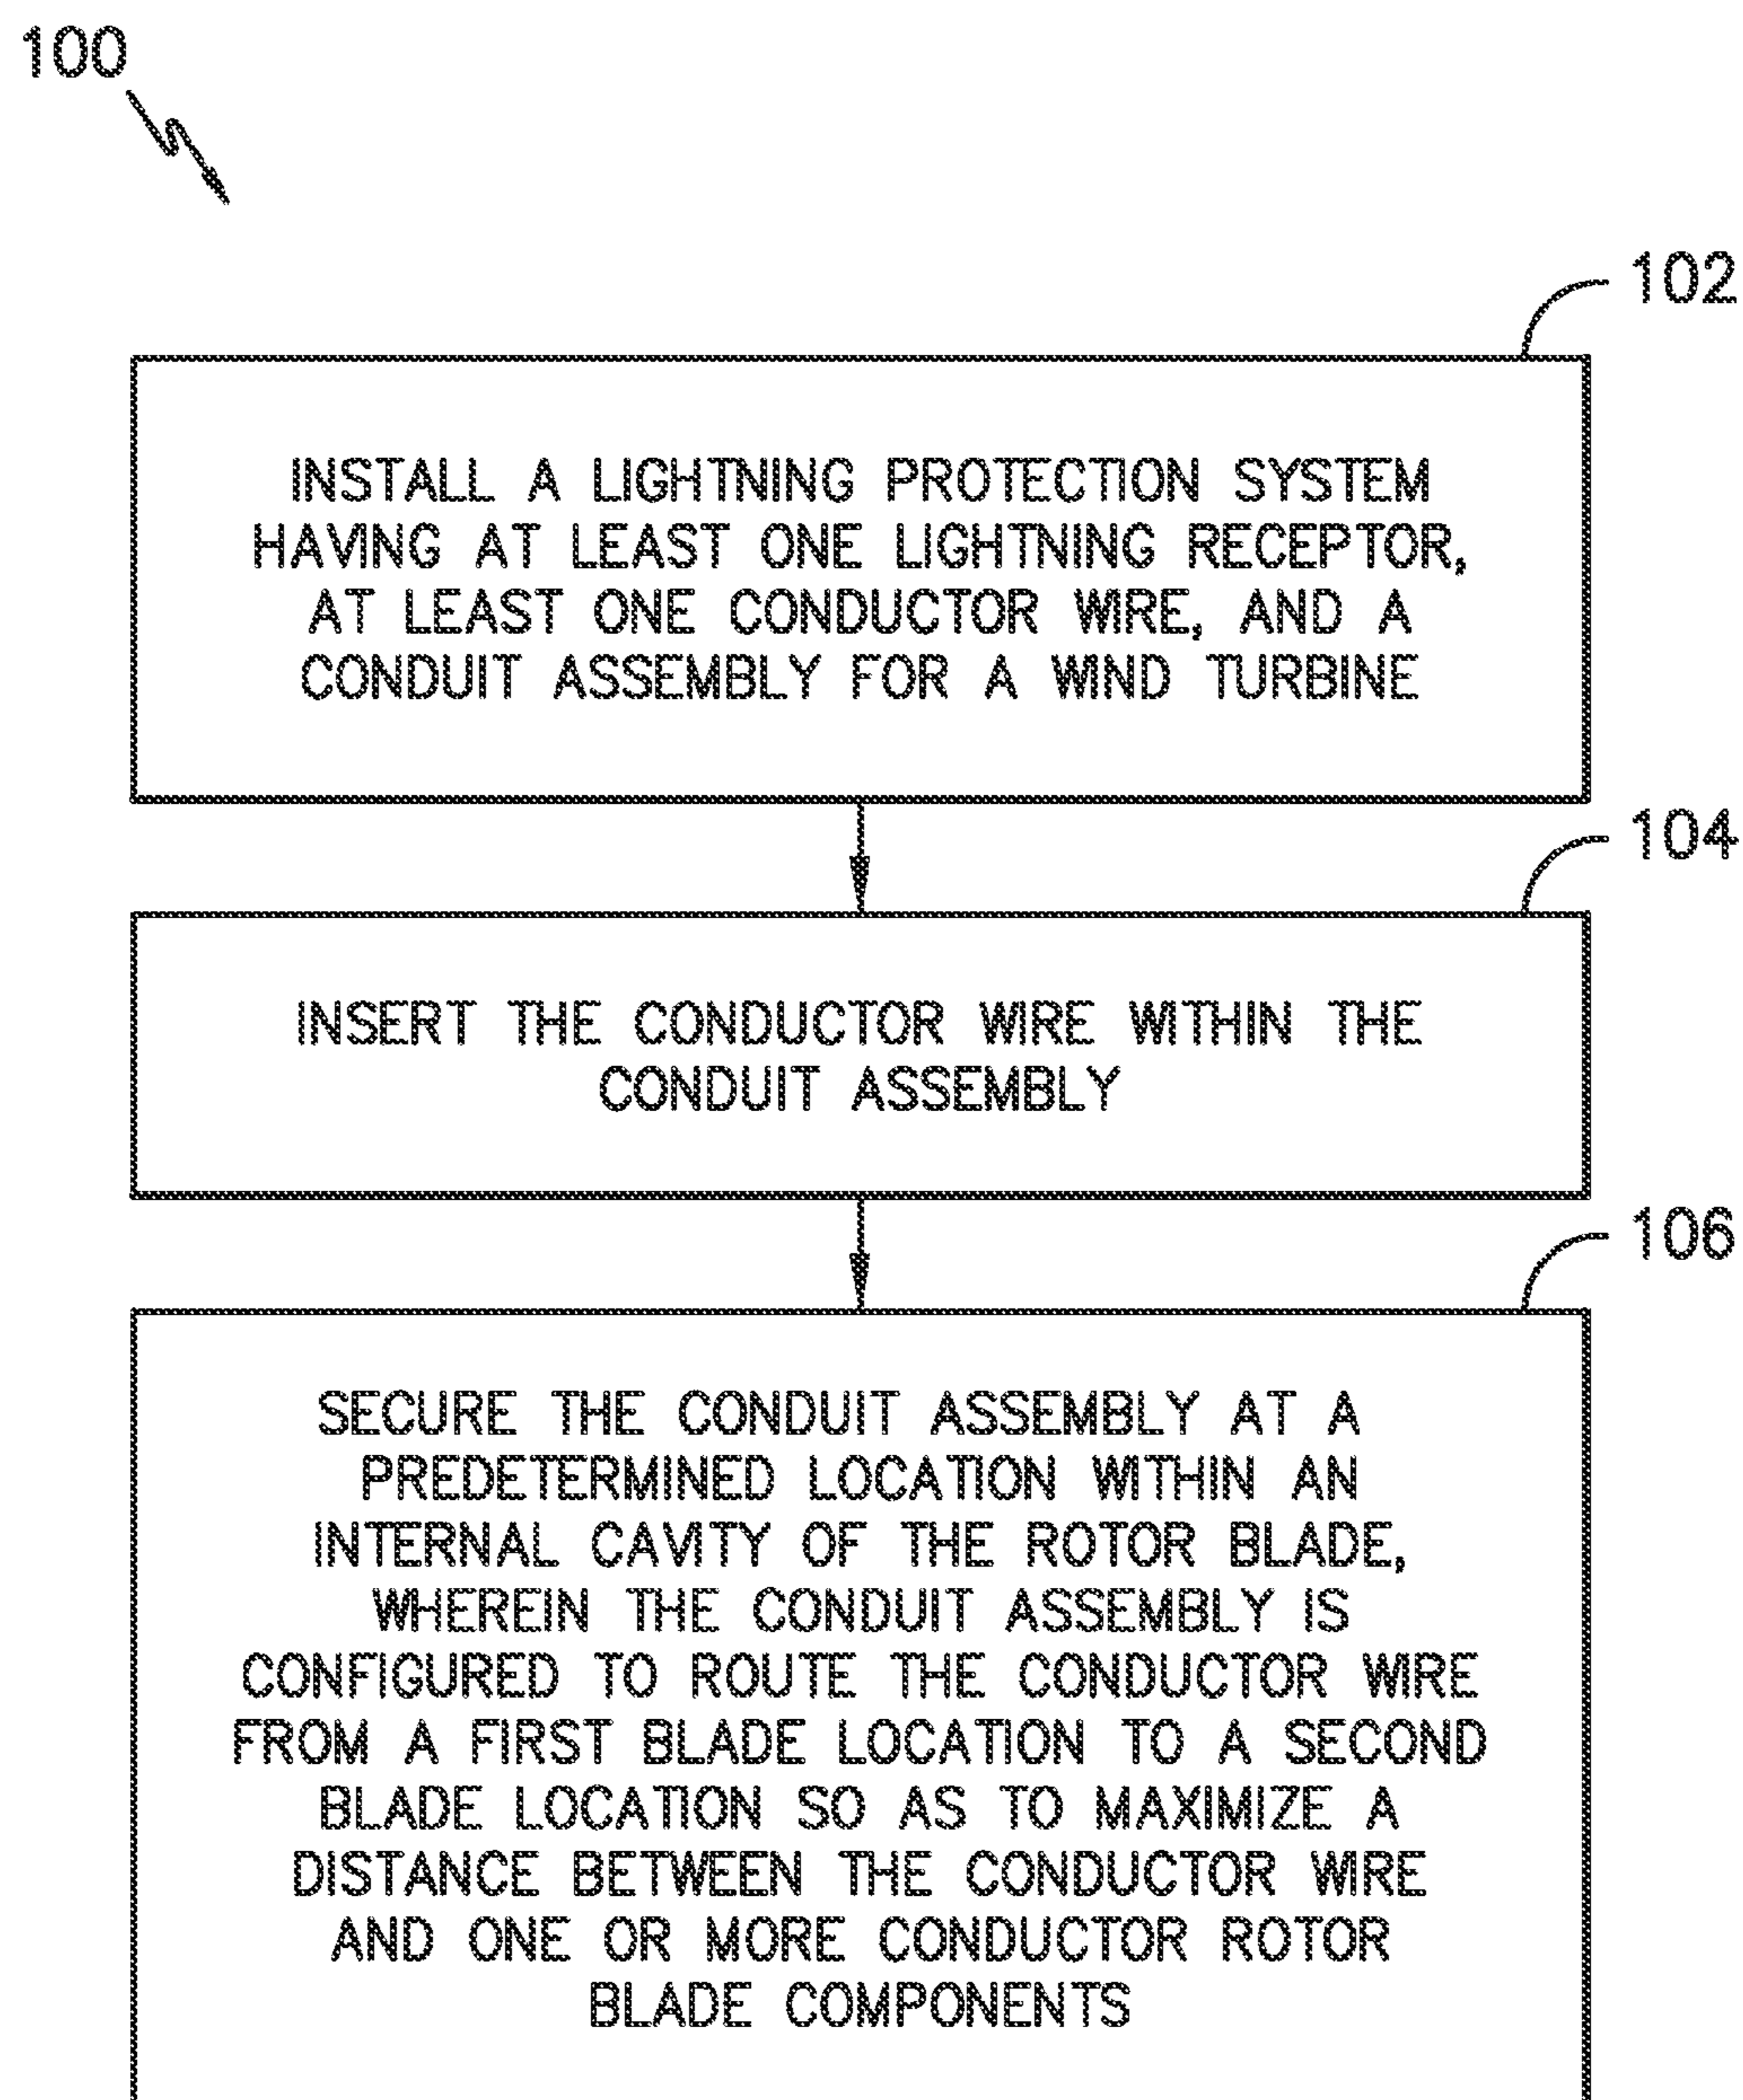 100
102
INSTALL A LIGHTNING PROTECTION SYSTEM
HAVING AT LEAST ONE LIGHTNING RECEPTOR,
AT LEAST ONE CONDUCTOR WIRE, AND A
CONDUIT ASSEMBLY FOR A WIND TURBINE
104
INSERT THE CONDUCTOR WIRE WITHIN THE
CONDUIT ASSEMBLY
106
SECURE THE CONDUIT ASSEMBLY AT A
PREDETERMINED LOCATION WITHIN AN
INTERNAL CAVITY OF THE ROTOR BLADE,
WHEREIN THE CONDUIT ASSEMBLY IS
CONFIGURED TO ROUTE THE CONDUCTOR WIRE
FROM A FIRST BLADE LOCATION TO A SECOND
BLADE LOCATION SO AS TO MAXIMIZE A
DISTANCE BETWEEN THE CONDUCTOR WIRE
AND ONE OR MORE CONDUCTOR ROTOR
BLADE COMPONENTS